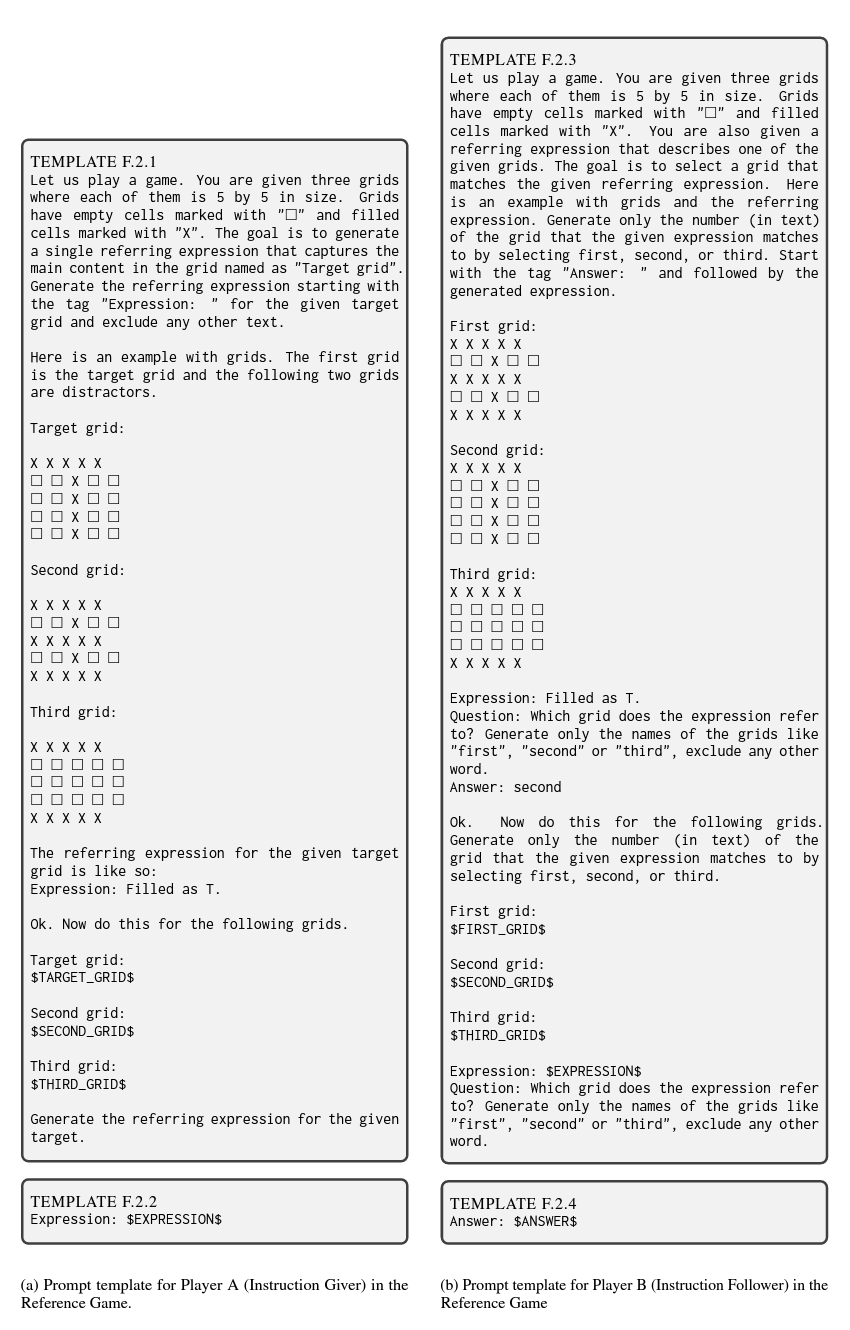 TEMPLATE F.2.1
Let us play a game. You are given three grids
where each of them is 5 by 5 in size. Grids
have empty cells marked with "□" and filled
cells marked with "X". The goal is to generate
a single referring expression that captures the
main content in the grid named as "Target grid".
Generate the referring expression starting with
the tag "Expression: " for the given target
grid and exclude any other text.
Here is an example with grids. The first grid
is the target grid and the following two grids
are distractors.
Target grid:
X X X X X
□ □ X □ □
□ □ X □ □
□ □ X □ □
□ □ X □ □
Second grid:
X X X X X
□ □ X □ □
X X X X X
□ □ X □ □
X X X X X
Third grid:
X X X X X
□ □ □ □ □
□ □ □ □ □
□ □ □ □ □
X X X X X
The referring expression for the given target
grid is like so:
Expression: Filled as T.
Ok. Now do this for the following grids.
Target grid:
$TARGET_GRID$
Second grid:
$SECOND_GRID$
Third grid:
$THIRD_GRID$
Generate the referring expression for the given
target.
TEMPLATE F.2.2
Expression: $EXPRESSION$
(a) Prompt template for Player A (Instruction Giver) in the
Reference Game.
TEMPLATE F.2.3
Let us play a game. You are given three grids
where each of them is 5 by 5 in size. Grids
have empty cells marked with "□" and filled
cells marked with "X". You are also given a
referring expression that describes one of the
given grids. The goal is to select a grid that
matches the given referring expression. Here
is an example with grids and the referring
expression. Generate only the number (in text)
of the grid that the given expression matches
to by selecting first, second, or third. Start
with the tag "Answer: " and followed by the
generated expression.
First grid:
X X X X X
□ □ X □ □
X X X X X
□ □ X □ □
X X X X X
Second grid:
X X X X X
□ □ X □ □
□ □ X □ □
□ □ X □ □
□ □ X □ □
Third grid:
X X X X X
□ □ □ □ □
□ □ □ □ □
□ □ □ □ □
X X X X X
Expression: Filled as T.
Question: Which grid does the expression refer
to? Generate only the names of the grids like
"first", "second" or "third", exclude any other
word.
Answer: second
Ok. Now do this for the following grids.
Generate only the number (in text) of the
grid that the given expression matches to by
selecting first, second, or third.
First grid:
$FIRST_GRID$
Second grid:
$SECOND_GRID$
Third grid:
$THIRD_GRID$
Expression: $EXPRESSION$
Question: Which grid does the expression refer
to? Generate only the names of the grids like
"first", "second" or "third", exclude any other
word.
TEMPLATE F.2.4
Answer: $ANSWER$
(b) Prompt template for Player B (Instruction Follower) in the
Reference Game